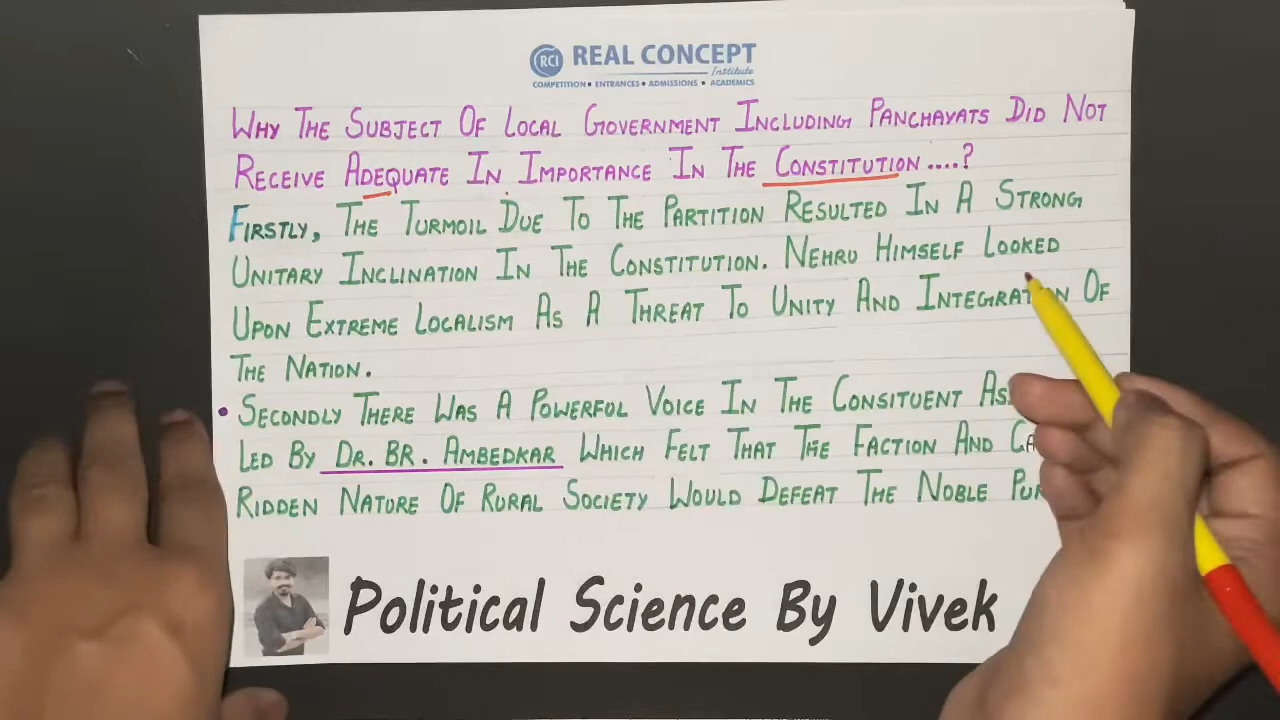 RCI REAL CONCEPT
Institute
COMPETITION • ENTRANCES • ADMISSIONS • ACADEMICS
WHY THE SUBJECT OF LOCAL GOVERNMENT INCLUDING PANCHAYATS DID NOT
RECEIVE ADEQUATE IN IMPORTANCE IN THE CONSTITUTION ....?
FIRSTLY, THE TURMOIL DUE TO THE PARTITION RESULTED IN A STRONG
UNITARY INCLINATION IN THE CONSTITUTION. NEHRU HIMSELF LOOKED
UPON EXTREME LOCALISM AS A THREAT TO UNITY AND INTEGRATION OF
THE NATION.
• SECONDLY THERE WAS A POWERFUL VOICE IN THE CONSITUENT
LED BY DR. BR. AMBEDKAR WHICH FELT THAT THE FACTION AND
RIDDEN NATURE OF RURAL SOCIETY WOULD DEFEAT THE NOBLE
Political Science By Vivek